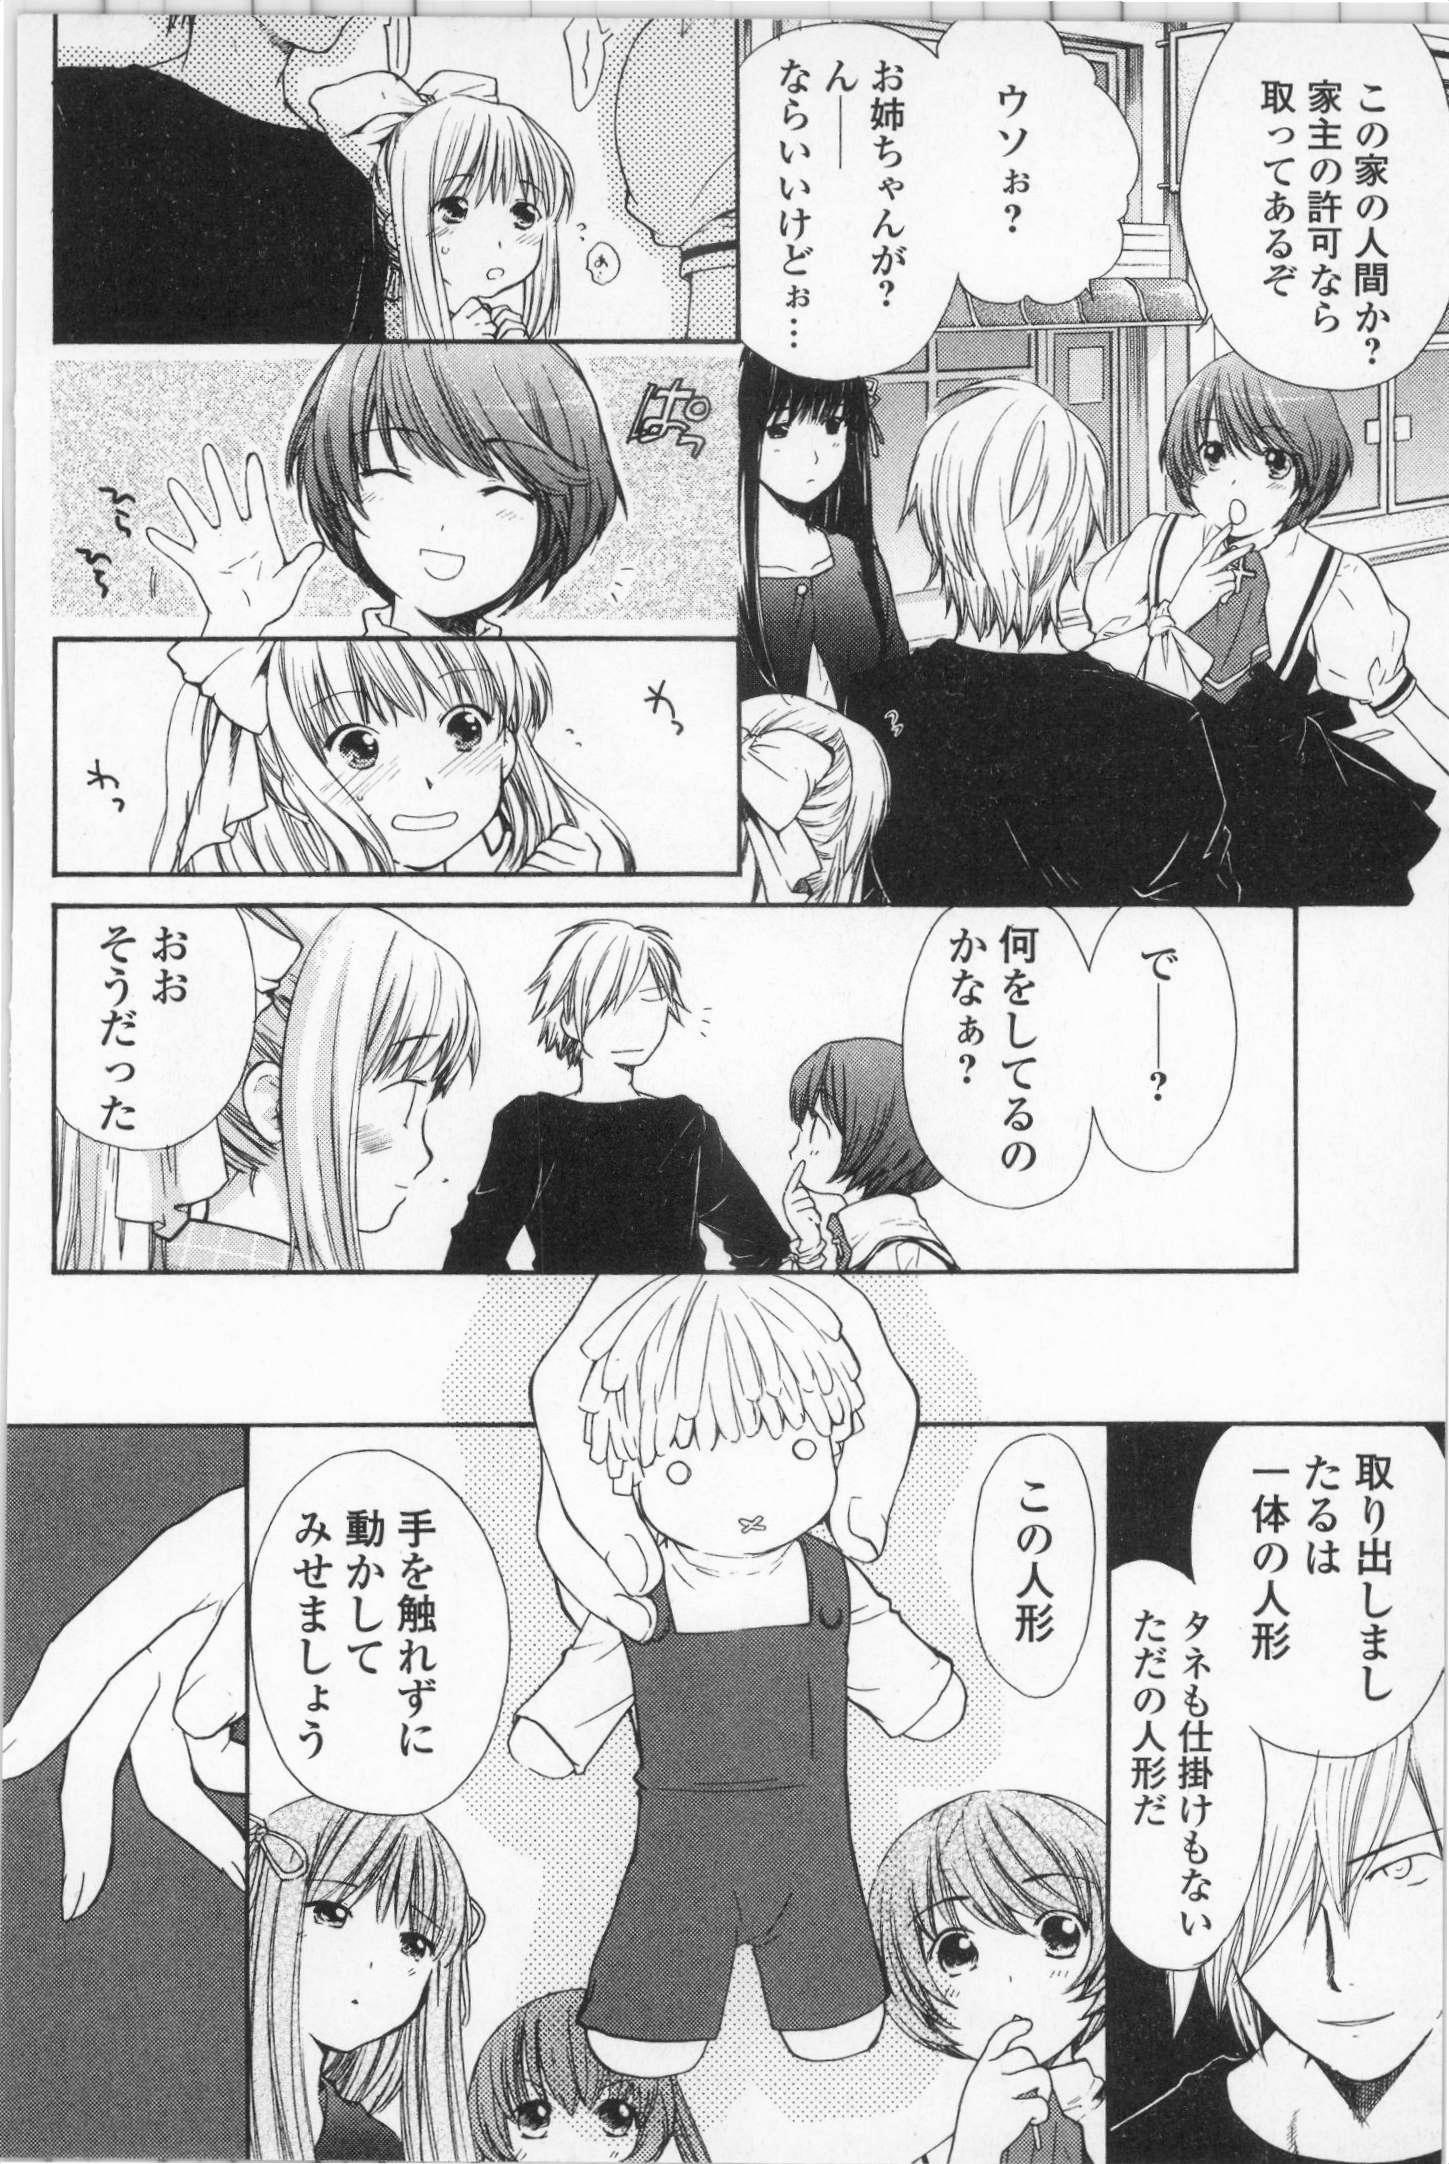 この家の人間か?
家主の許可なら
取ってあるぞ
ウソぉ?
お姉ちゃんが?
ん――
ならいいけどぉ…
ぁ…
ぱっ
ひら
ひら
わっ
わっ
で――?
何をしてるの
かなぁ?
おお
そうだった
取り出しまし
たるは
一体の人形
タネも仕掛けもない
ただの人形だ
この人形
手を触れずに
動かして
みせましょう